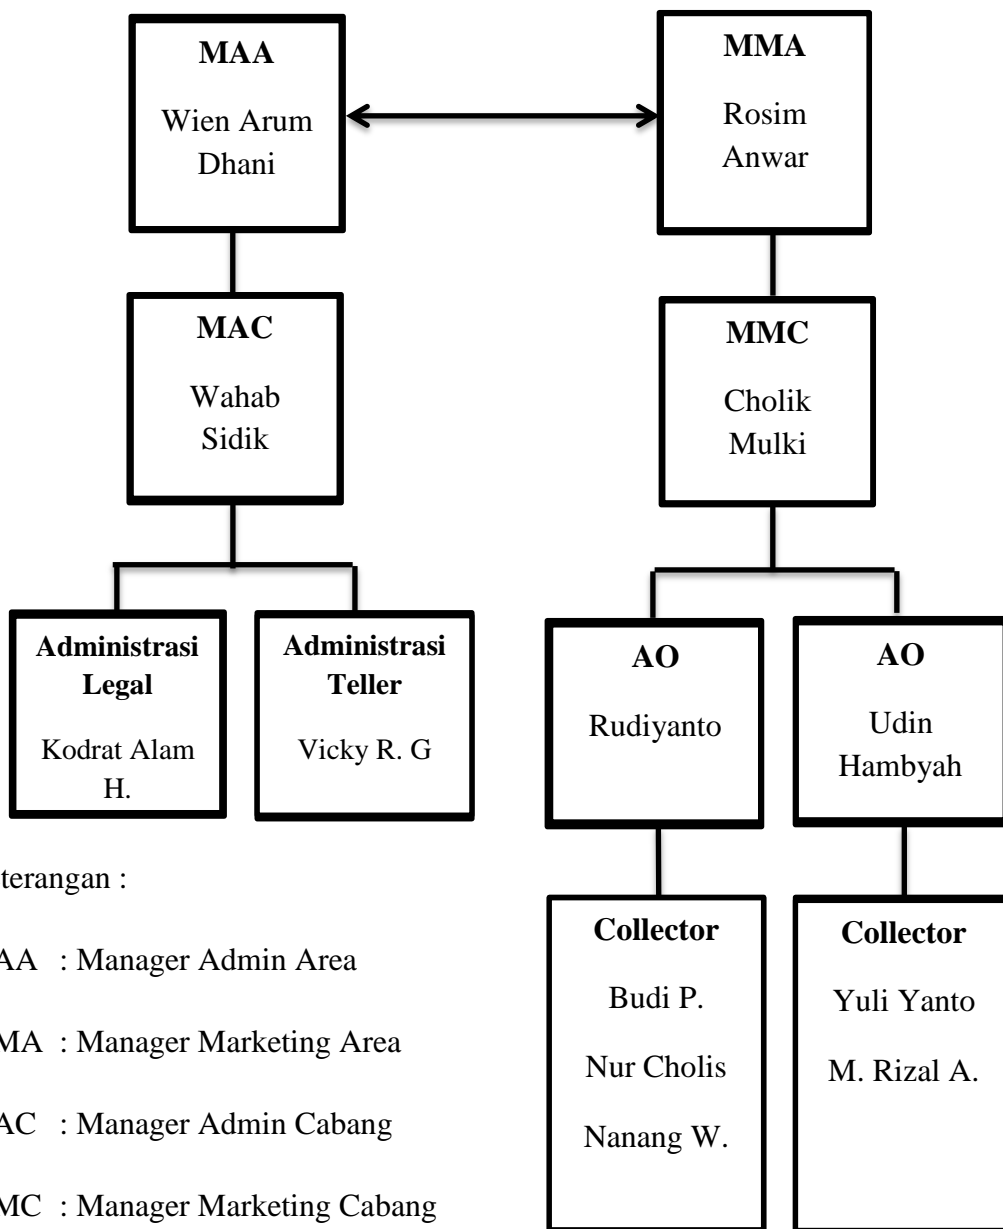 MAA
Wien Arum
Dhani
MMA
Rosim
Anwar
MAC
Wahab
Sidik
MMC
Cholik
Mulki
Administrasi
Legal
Kodrat Alam
H.
Administrasi
Teller
Vicky R. G
AO
Rudiyanto
AO
Udin
Hambyah
terangan :
AA : Manager Admin Area
MA : Manager Marketing Area
AC : Manager Admin Cabang
MC : Manager Marketing Cabang
Collector
Budi P.
Nur Cholis
Nanang W.
Collector
Yuli Yanto
M. Rizal A.